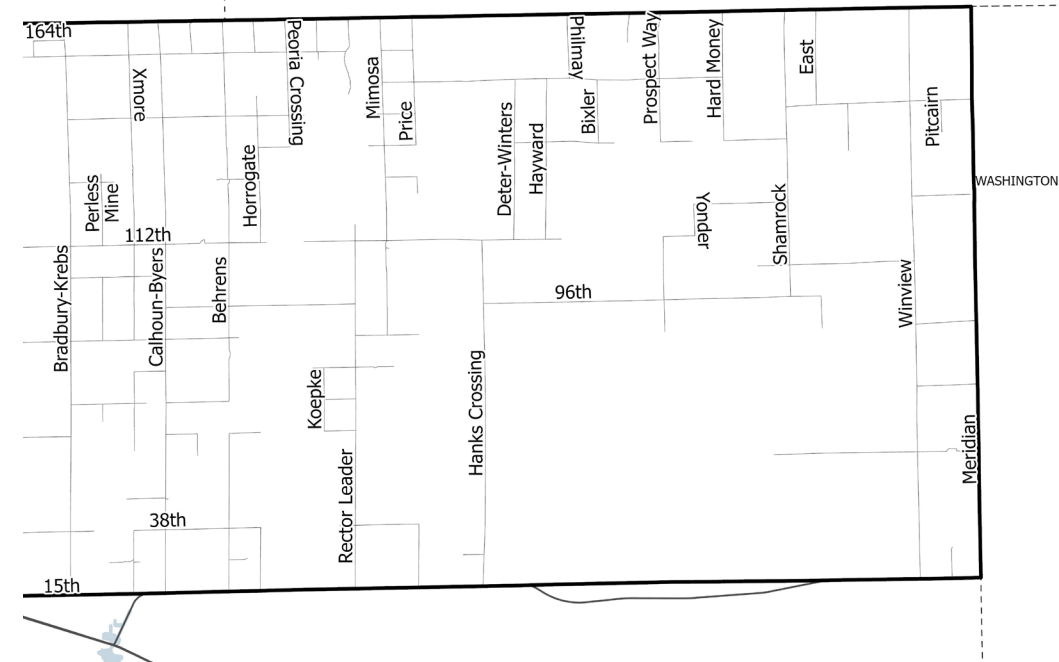 164th
Peoria Crossing
Philmay
Prospect Way
Hard Money
East
Xmore
Mimosa
Price
Bixler
Pitcairn
Deter-Winters
Hayward
Horrogate
Perless
Mine
WASHINGTON
Yonder
Shamrock
112th
Bradbury-Krebs
Calhoun-Byers
Behrens
96th
Winview
Koepke
Hanks Crossing
Meridian
Rector Leader
38th
15th